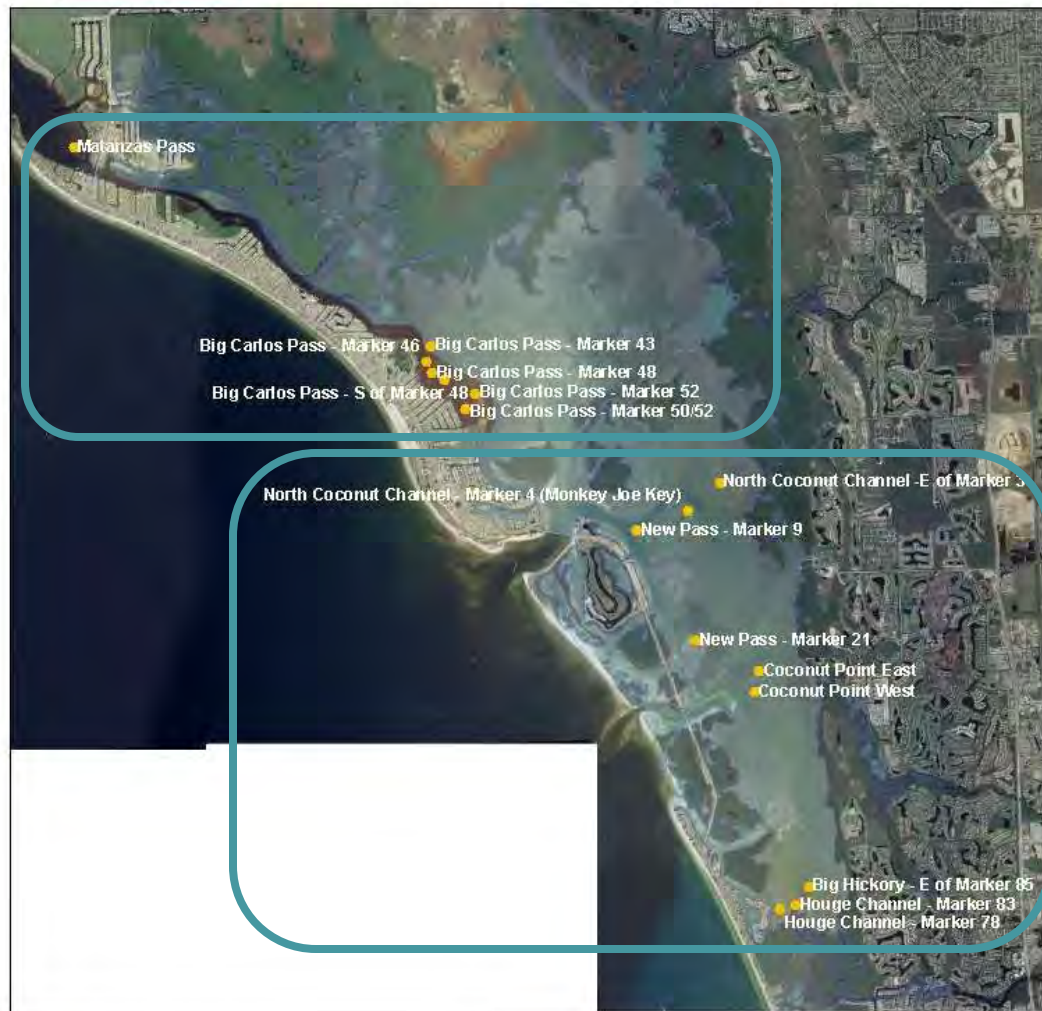 Matanzas Pass
Big Carlos Pass - Marker 46
Big Carlos Pass - Marker 43
Big Carlos Pass - Marker 48
Big Carlos Pass - S of Marker 48
Big Carlos Pass - Marker 52
Big Carlos Pass - Marker 50/52
North Coconut Channel -E of Marker 3
North Coconut Channel - Marker 4 (Monkey Joe Key)
New Pass - Marker 9
New Pass - Marker 21
Coconut Point East
Coconut Point West
Big Hickory - E of Marker 85
Houge Channel - Marker 83
Houge Channel - Marker 78